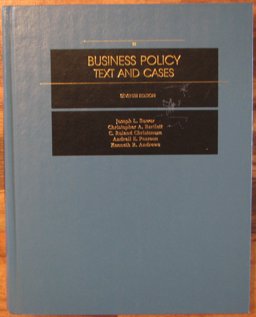 BUSINESS POLICY
TEXT AND CASES
SEVENTH EDITION
Joseph L. Bower
Christopher A. Bartlett
C. Roland Christensen
Andrall E. Pearson
Kenneth R. Andrews